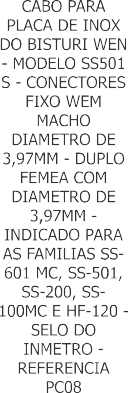 CABO PARA
PLACA DE INOX
DO BISTURI WEN
- MODELO SS501
S - CONECTORES
FIXO WEM
MACHO
DIAMETRO DE
3,97MM - DUPLO
FEMEA COM
DIAMETRO DE
3,97MM -
INDICADO PARA
AS FAMILIAS SS-
601 MC, SS-501,
SS-200, SS-
100MC E HF-120 -
SELO DO
INMETRO -
REFERENCIA
PC08